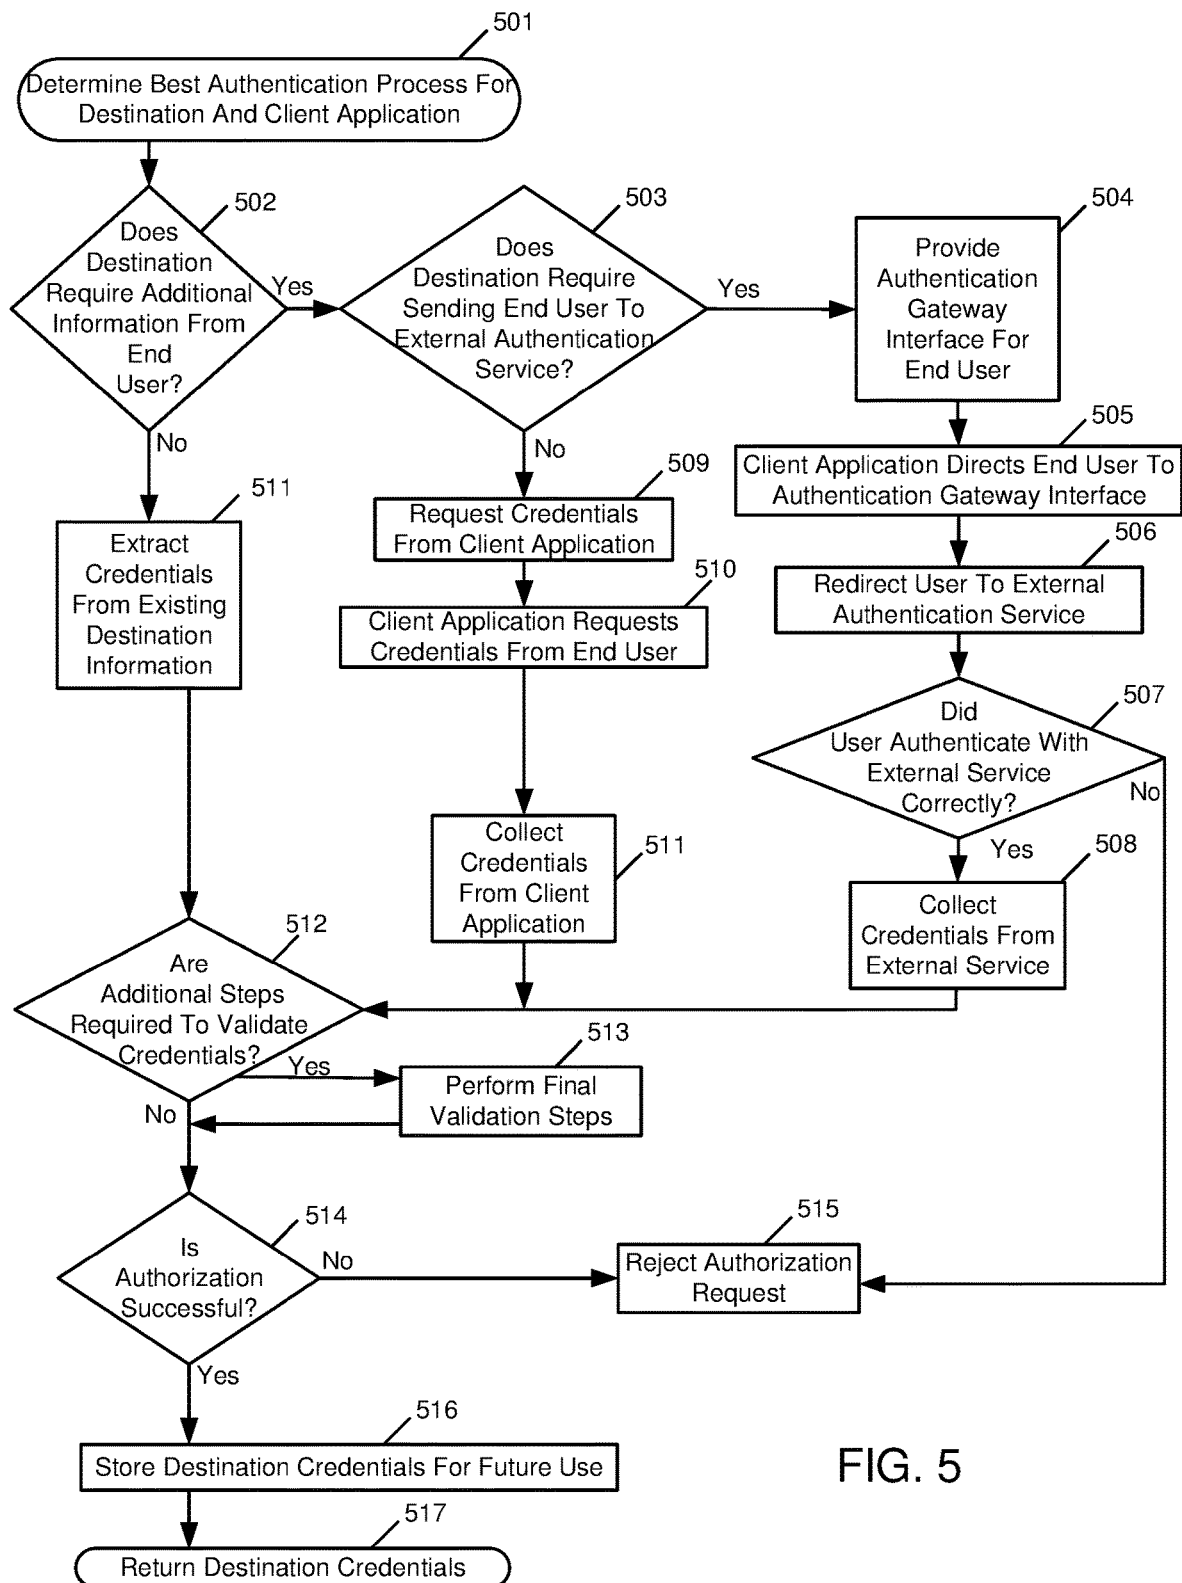 501
Determine Best Authentication Process For
Destination And Client Application
502
Does
Destination
Require Additional
Information From
End
User?
Yes
No
503
Does
Destination Require
Sending End User To
External Authentication
Service?
Yes
No
504
Provide
Authentication
Gateway
Interface For
End User
505
Client Application Directs End User To
Authentication Gateway Interface
506
Redirect User To External
Authentication Service
507
Did
User Authenticate With
External Service
Correctly?
No
Yes
508
Collect
Credentials From
External Service
509
Request Credentials
From Client Application
510
Client Application Requests
Credentials From End User
511
Collect
Credentials
From Client
Application
511
Extract
Credentials
From Existing
Destination
Information
512
Are
Additional Steps
Required To Validate
Credentials?
Yes
No
513
Perform Final
Validation Steps
514
Is
Authorization
Successful?
No
Yes
515
Reject Authorization
Request
516
Store Destination Credentials For Future Use
517
Return Destination Credentials
FIG. 5